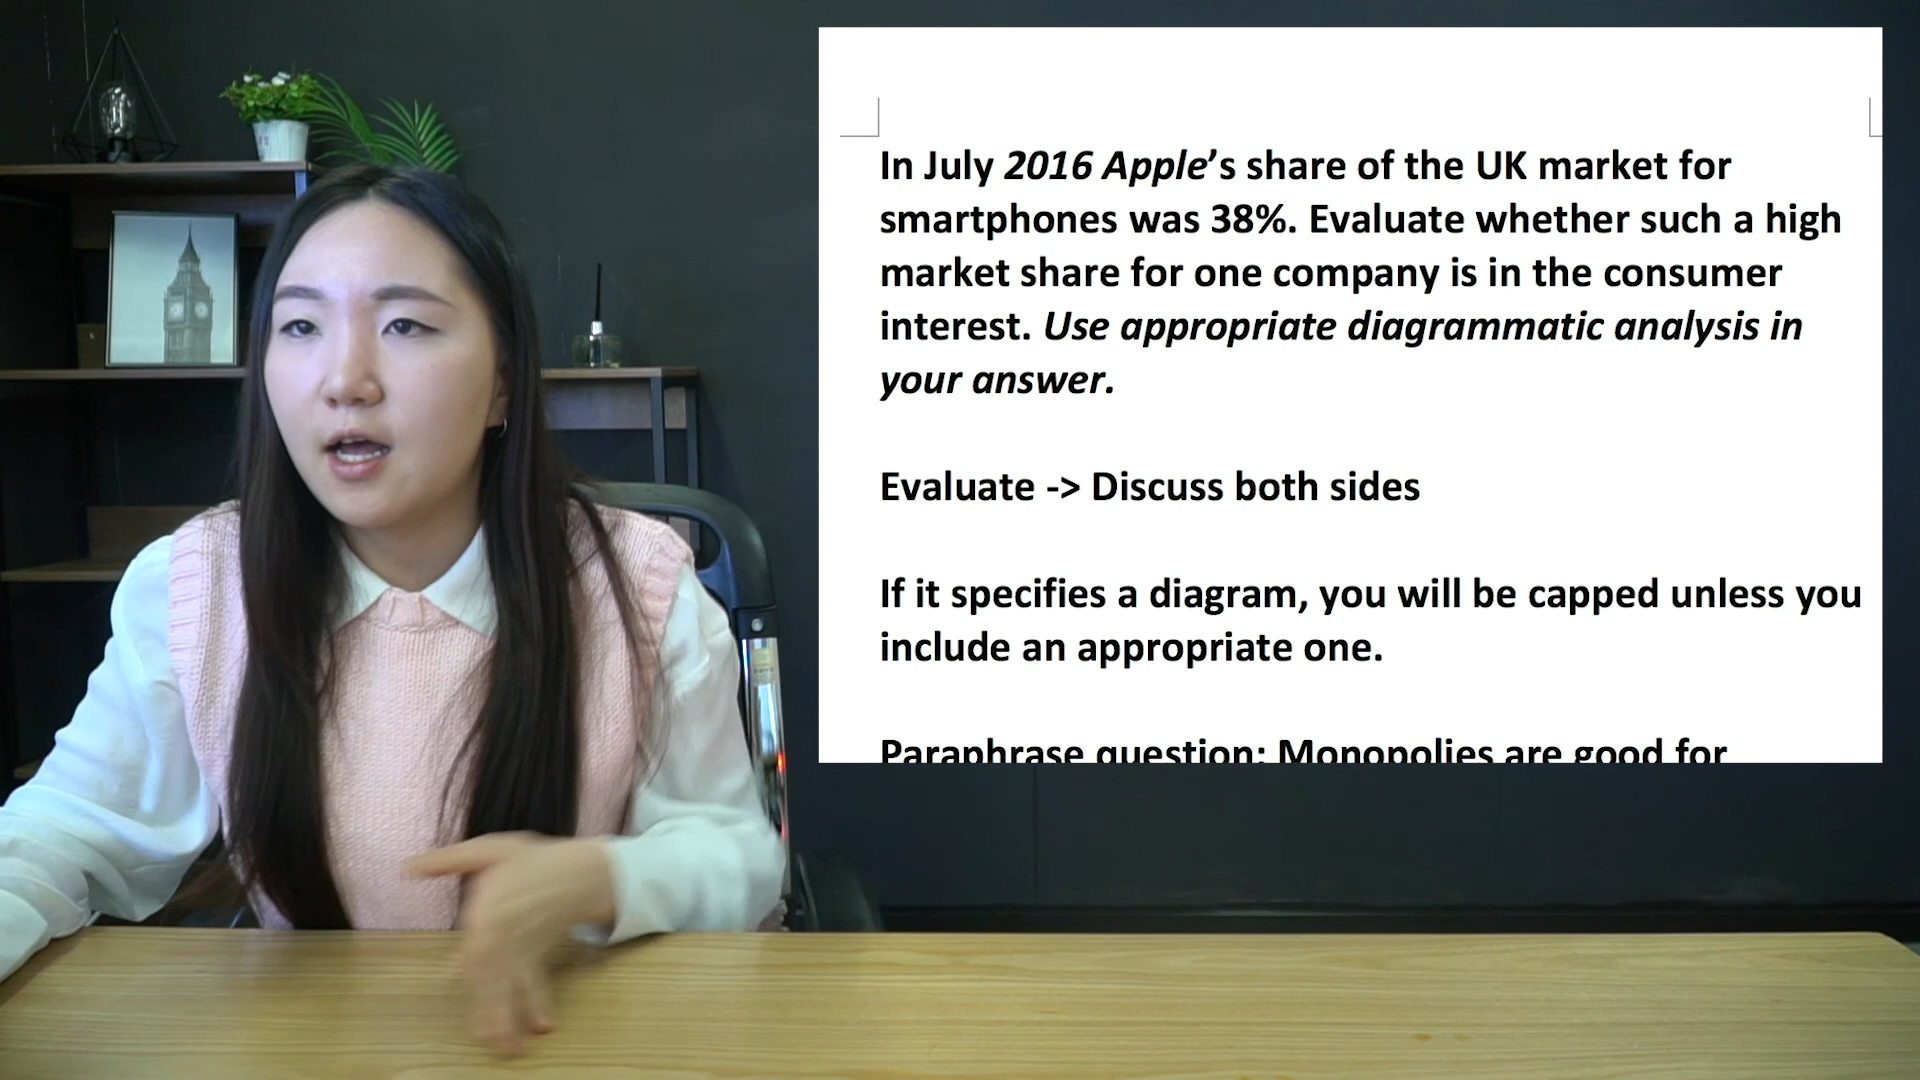 In July 2016 Apple’s share of the UK market for
smartphones was 38%. Evaluate whether such a high
market share for one company is in the consumer
interest. Use appropriate diagrammatic analysis in
your answer.
Evaluate -> Discuss both sides
If it specifies a diagram, you will be capped unless you
include an appropriate one.
Paraphrase question: Monopolies are good for